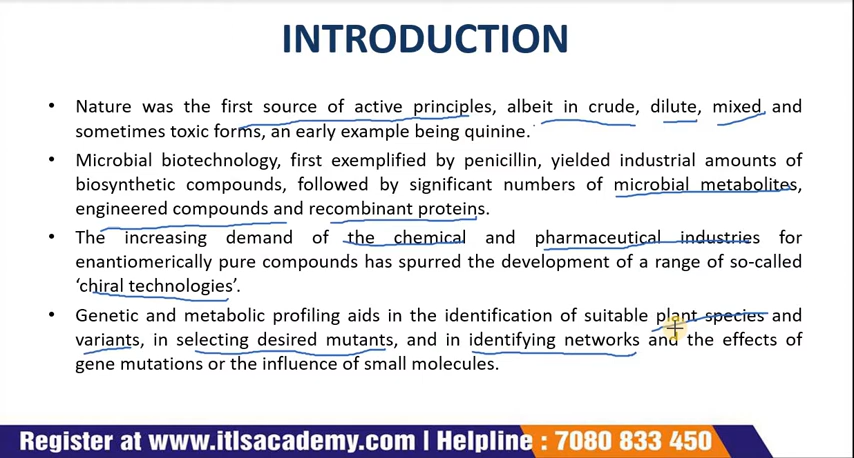 INTRODUCTION
• Nature was the first source of active principles, albeit in crude, dilute, mixed and
sometimes toxic forms, an early example being quinine.
• Microbial biotechnology, first exemplified by penicillin, yielded industrial amounts of
biosynthetic compounds, followed by significant numbers of microbial metabolites,
engineered compounds and recombinant proteins.
• The increasing demand of the chemical and pharmaceutical industries for
enantiomerically pure compounds has spurred the development of a range of so-called
‘chiral technologies’.
• Genetic and metabolic profiling aids in the identification of suitable plant species and
variants, in selecting desired mutants, and in identifying networks and the effects of
gene mutations or the influence of small molecules.
Register at www.itlsacademy.com | Helpline : 7080 833 450